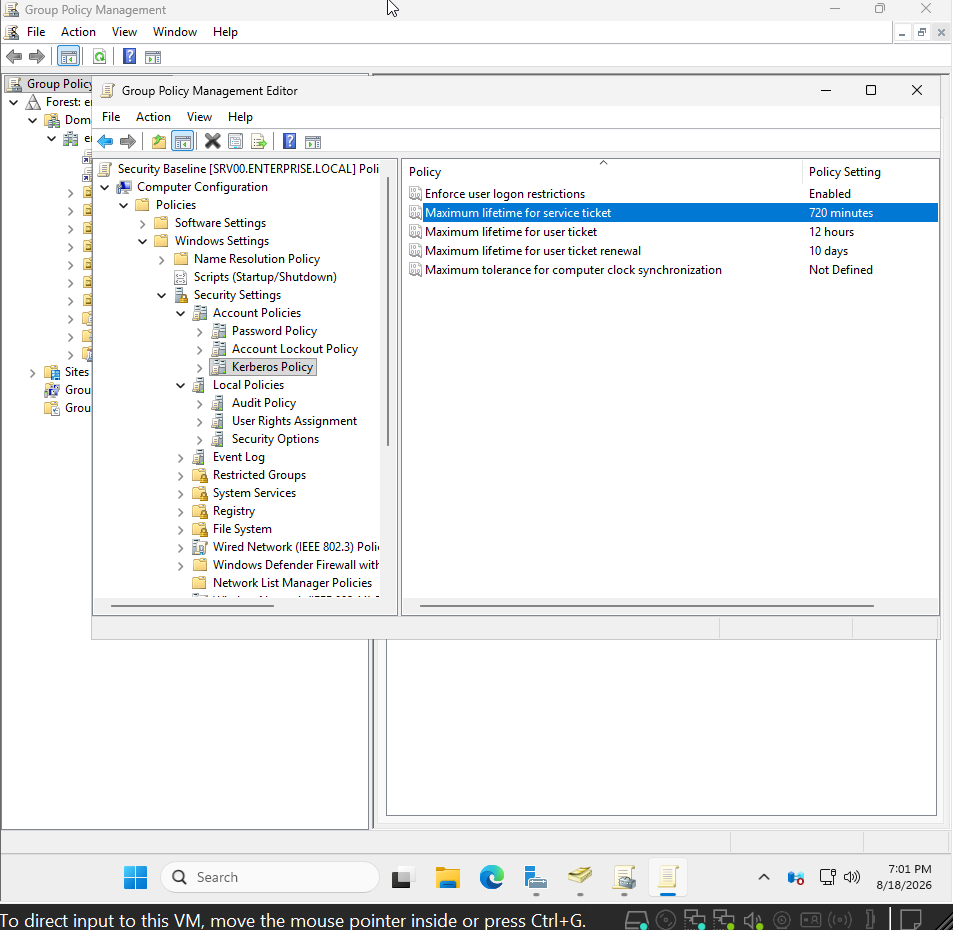 Group Policy Management
File Action View Window Help
Group Policy
Forest: e
Dom
e
Sites
Grou
Grou
Group Policy Management Editor
File Action View Help
Security Baseline [SRV00.ENTERPRISE.LOCAL] Poli
Computer Configuration
Policies
Software Settings
Windows Settings
Name Resolution Policy
Scripts (Startup/Shutdown)
Security Settings
Account Policies
Password Policy
Account Lockout Policy
Kerberos Policy
Local Policies
Audit Policy
User Rights Assignment
Security Options
Event Log
Restricted Groups
System Services
Registry
File System
Wired Network (IEEE 802.3) Poli
Windows Defender Firewall with
Network List Manager Policies
Policy Policy Setting
Enforce user logon restrictions Enabled
Maximum lifetime for service ticket 720 minutes
Maximum lifetime for user ticket 12 hours
Maximum lifetime for user ticket renewal 10 days
Maximum tolerance for computer clock synchronization Not Defined
Search
7:01 PM
8/18/2026
To direct input to this VM, move the mouse pointer inside or press Ctrl+G.